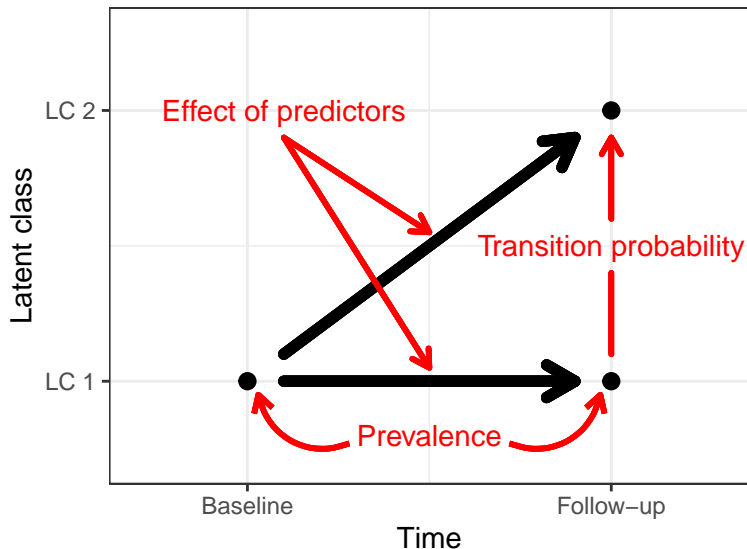 LC 2
Effect of predictors
Transition probability
Latent class
LC 1
Prevalence
Baseline
Follow−up
Time